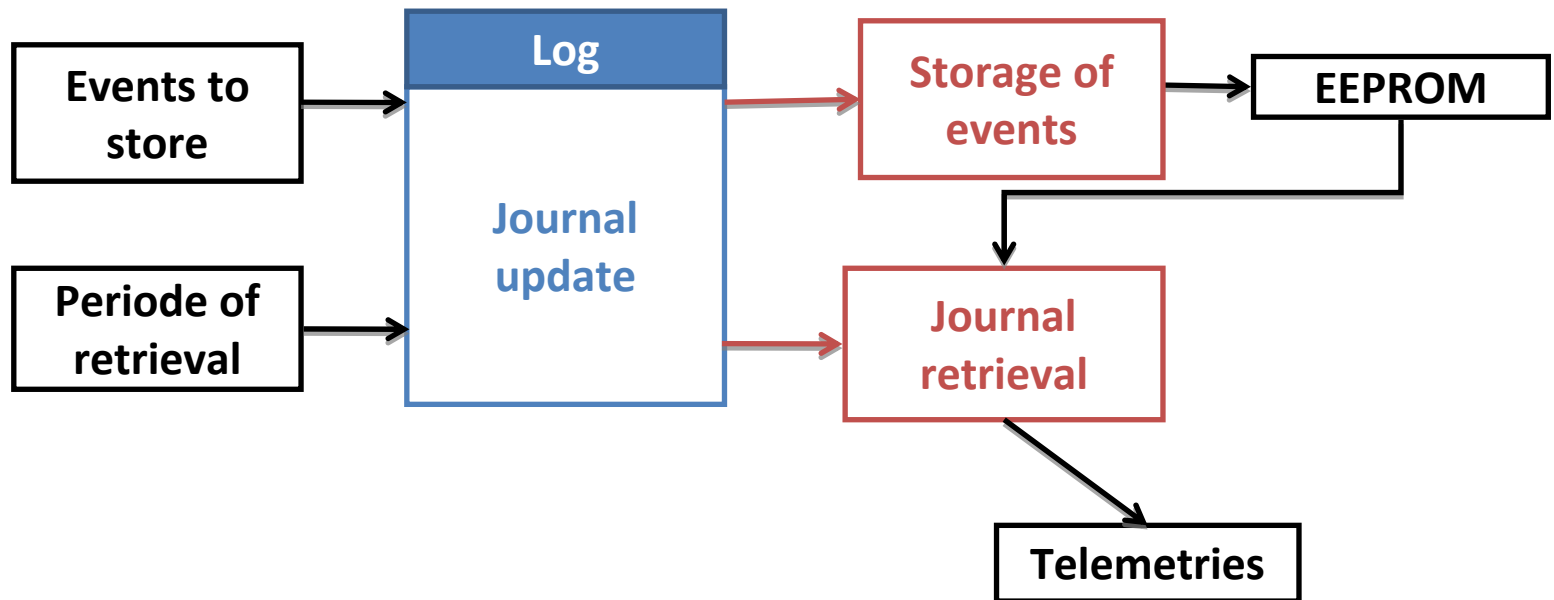 Events to
store
Log
Journal
update
Storage of
events
EEPROM
Periode of
retrieval
Journal
retrieval
Telemetries